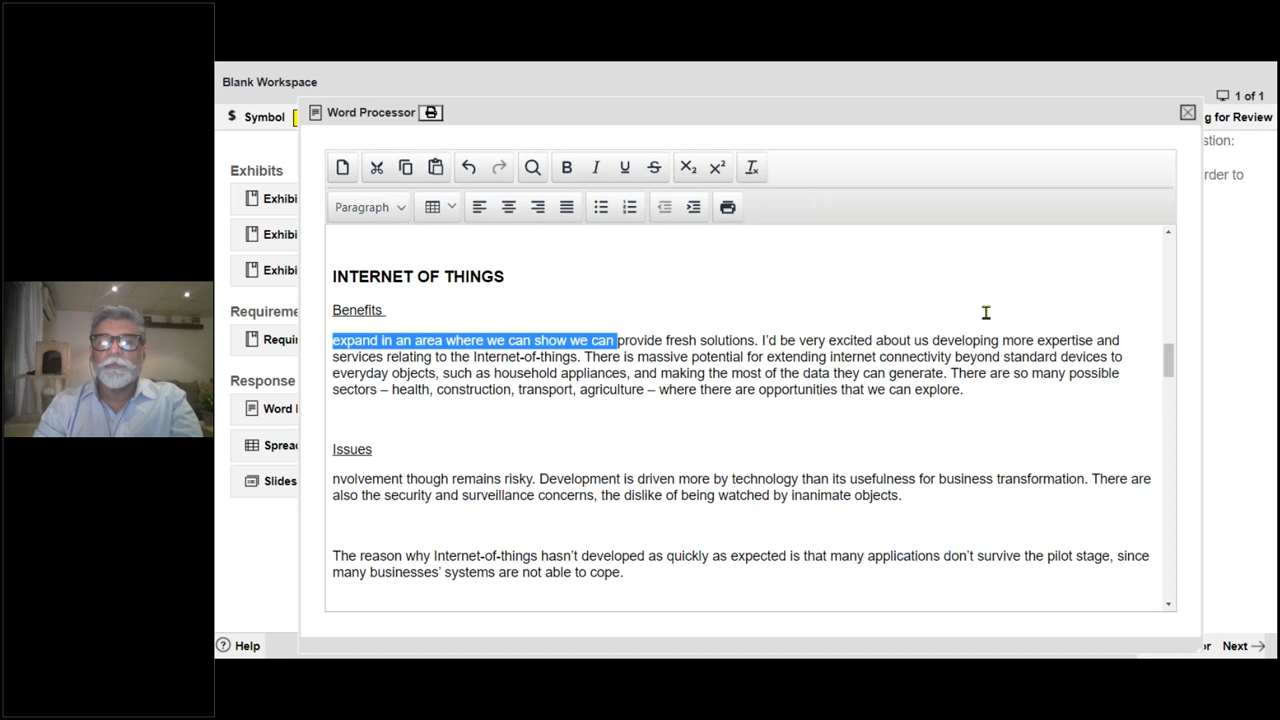 Blank Workspace
1 of 1
$ Symbol
Word Processor
g for Review
stion:
rder to
Exhibits
Exhibi
Exhibi
Exhibi
Requireme
Requir
Response
Word
Sprea
Slides
B I U S X₂ X² Tx
Paragraph
INTERNET OF THINGS
Benefits
expand in an area where we can show we can provide fresh solutions. I'd be very excited about us developing more expertise and
services relating to the Internet-of-things. There is massive potential for extending internet connectivity beyond standard devices to
everyday objects, such as household appliances, and making the most of the data they can generate. There are so many possible
sectors – health, construction, transport, agriculture – where there are opportunities that we can explore.
Issues
nvolvement though remains risky. Development is driven more by technology than its usefulness for business transformation. There are
also the security and surveillance concerns, the dislike of being watched by inanimate objects.
The reason why Internet-of-things hasn't developed as quickly as expected is that many applications don't survive the pilot stage, since
many businesses' systems are not able to cope.
? Help
or Next